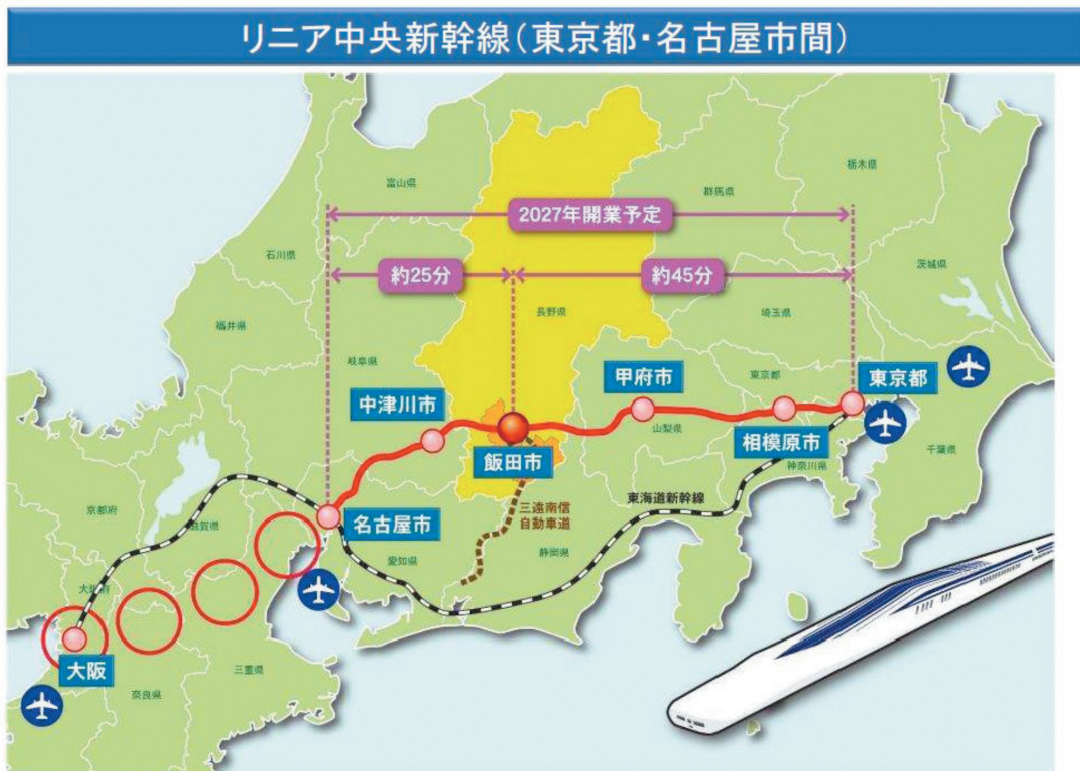 リニア中央新幹線(東京都・名古屋市間)
栃木県
富山県
群馬県
2027年開業予定
石川県
茨城県
約25分
約45分
長野県
埼玉県
福井県
岐阜県
甲府市
東京都
東京都
中津川市
山梨県
相模原市
飯田市
千葉県
神奈川県
東海道新幹線
三遠南信
自動車道
京都府
滋賀県
名古屋市
愛知県
静岡県
大阪府
大阪
三重県
奈良県